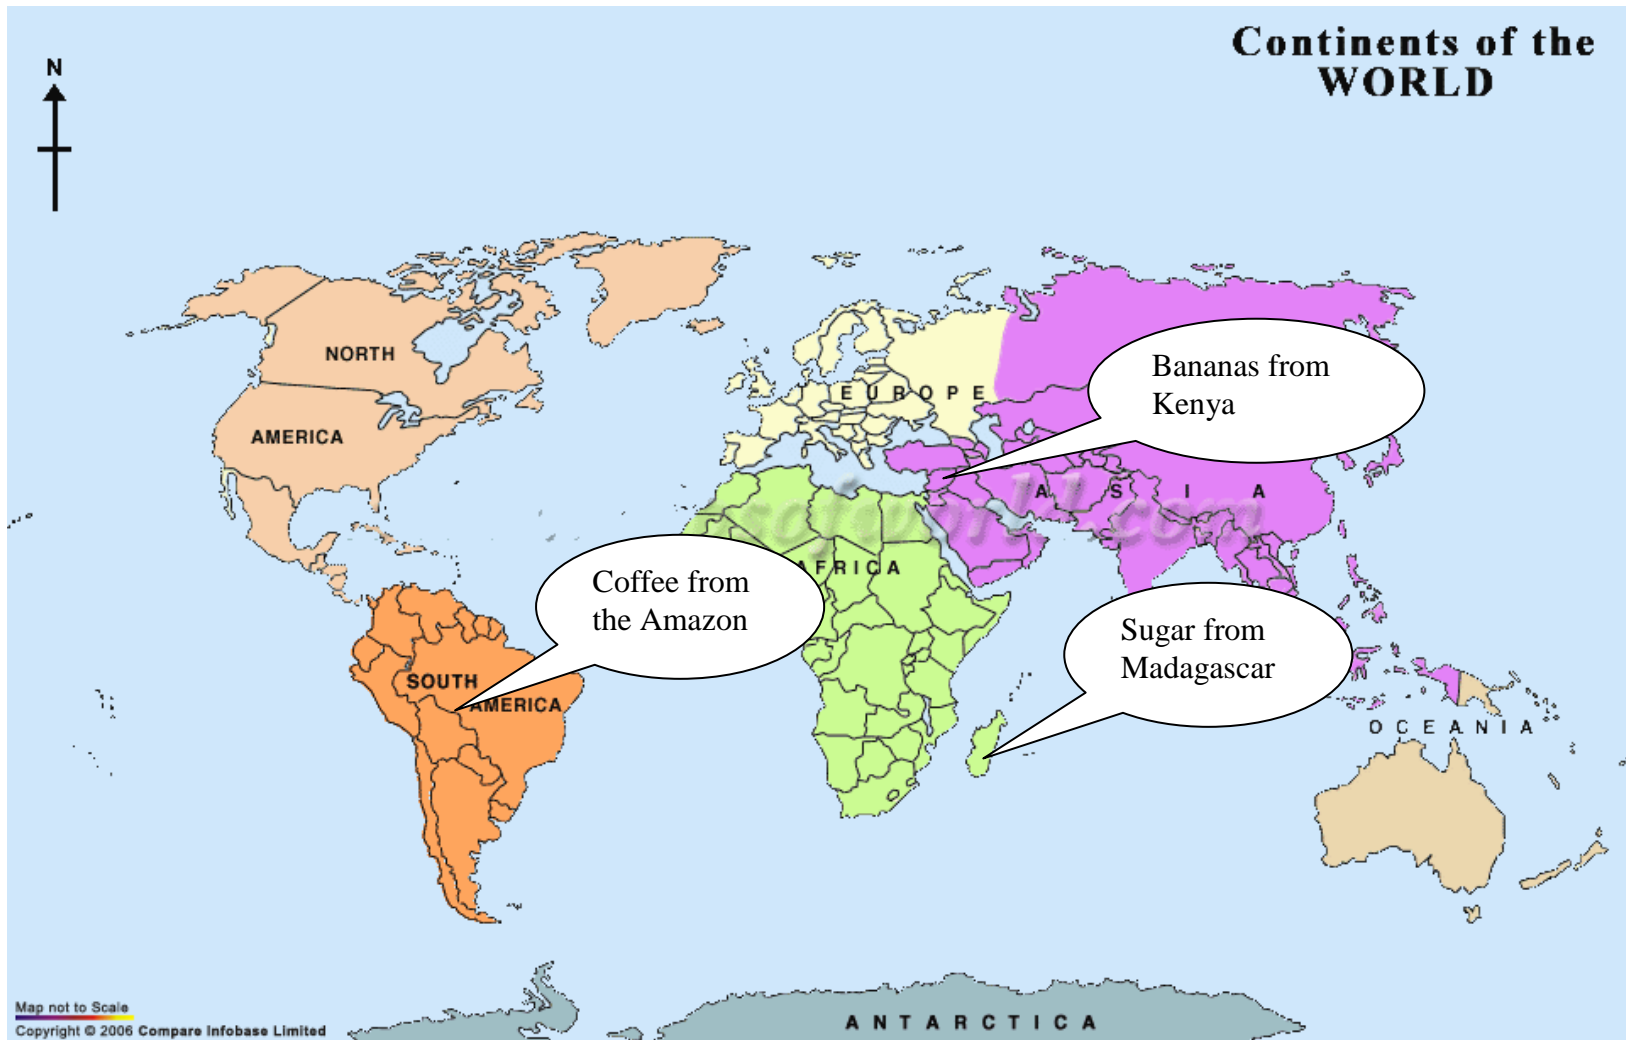 Continents of the
WORLD
N
NORTH
AMERICA
EUROPE
Bananas from
Kenya
ASIA
AFRICA
Coffee from
the Amazon
Sugar from
Madagascar
SOUTH
AMERICA
OCEANIA
ANTARCTICA
Map not to Scale
Copyright © 2006 Compare Infobase Limited